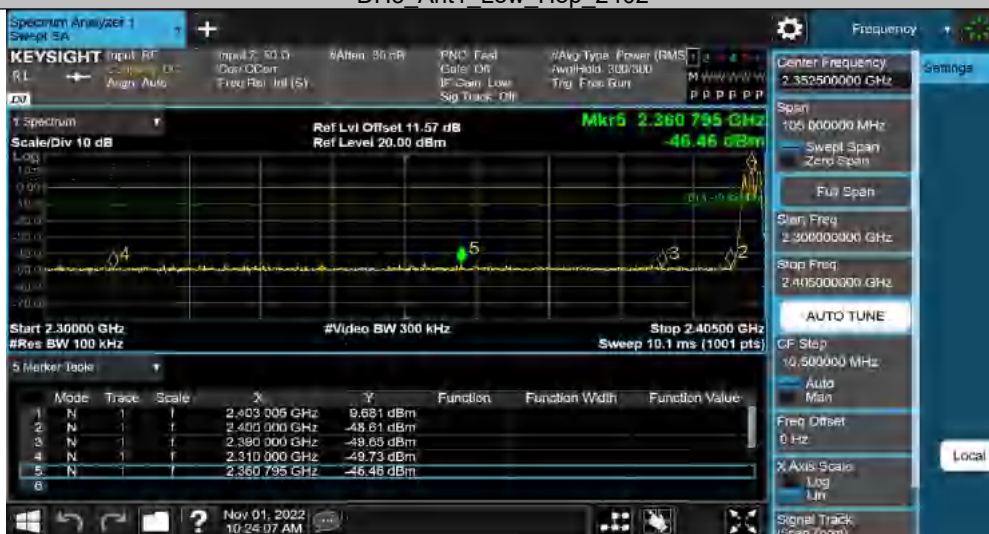 Spectrum Analyzer 1
Swept SA
+
Frequency
KEYSIGHT Input: RF
RL
Align: Auto
Input Z: 50 Ω
Corr CCorr
Freq Ref: Int (S)
#Atten: 30 dB
PNO: Fast
Gate: Off
IF Gain: Low
Sig Track: Off
#Avg Type: Power (RMS
Avg|Hold: 300/300
Trig: Free Run
M W W W W W
P P P P P P
1 Spectrum
Scale/Div 10 dB
Ref Lvl Offset 11.57 dB
Ref Level 20.00 dBm
Mkr5 2.360 795 GHz
-46.46 dBm
Log
4
5
3
2
Start 2.30000 GHz
#Res BW 100 kHz
#Video BW 300 kHz
Stop 2.40500 GHz
Sweep 10.1 ms (1001 pts)
5 Marker Table
Mode Trace Scale X Y Function Function Width Function Value
1 N 1 f 2.403 005 GHz 9.681 dBm
2 N 1 f 2.400 000 GHz -48.61 dBm
3 N 1 f 2.390 000 GHz -49.65 dBm
4 N 1 f 2.310 000 GHz -49.73 dBm
5 N 1 f 2.360 795 GHz -46.46 dBm
6
?
Nov 01, 2022
10:24:07 AM
Center Frequency
2.352500000 GHz
Settings
Span
105.000000 MHz
Swept Span
Zero Span
Full Span
Start Freq
2.300000000 GHz
Stop Freq
2.405000000 GHz
AUTO TUNE
CF Step
10.500000 MHz
Auto
Man
Freq Offset
0 Hz
Local
X Axis Scale
Log
Lin
Signal Track
(Span Zoom)